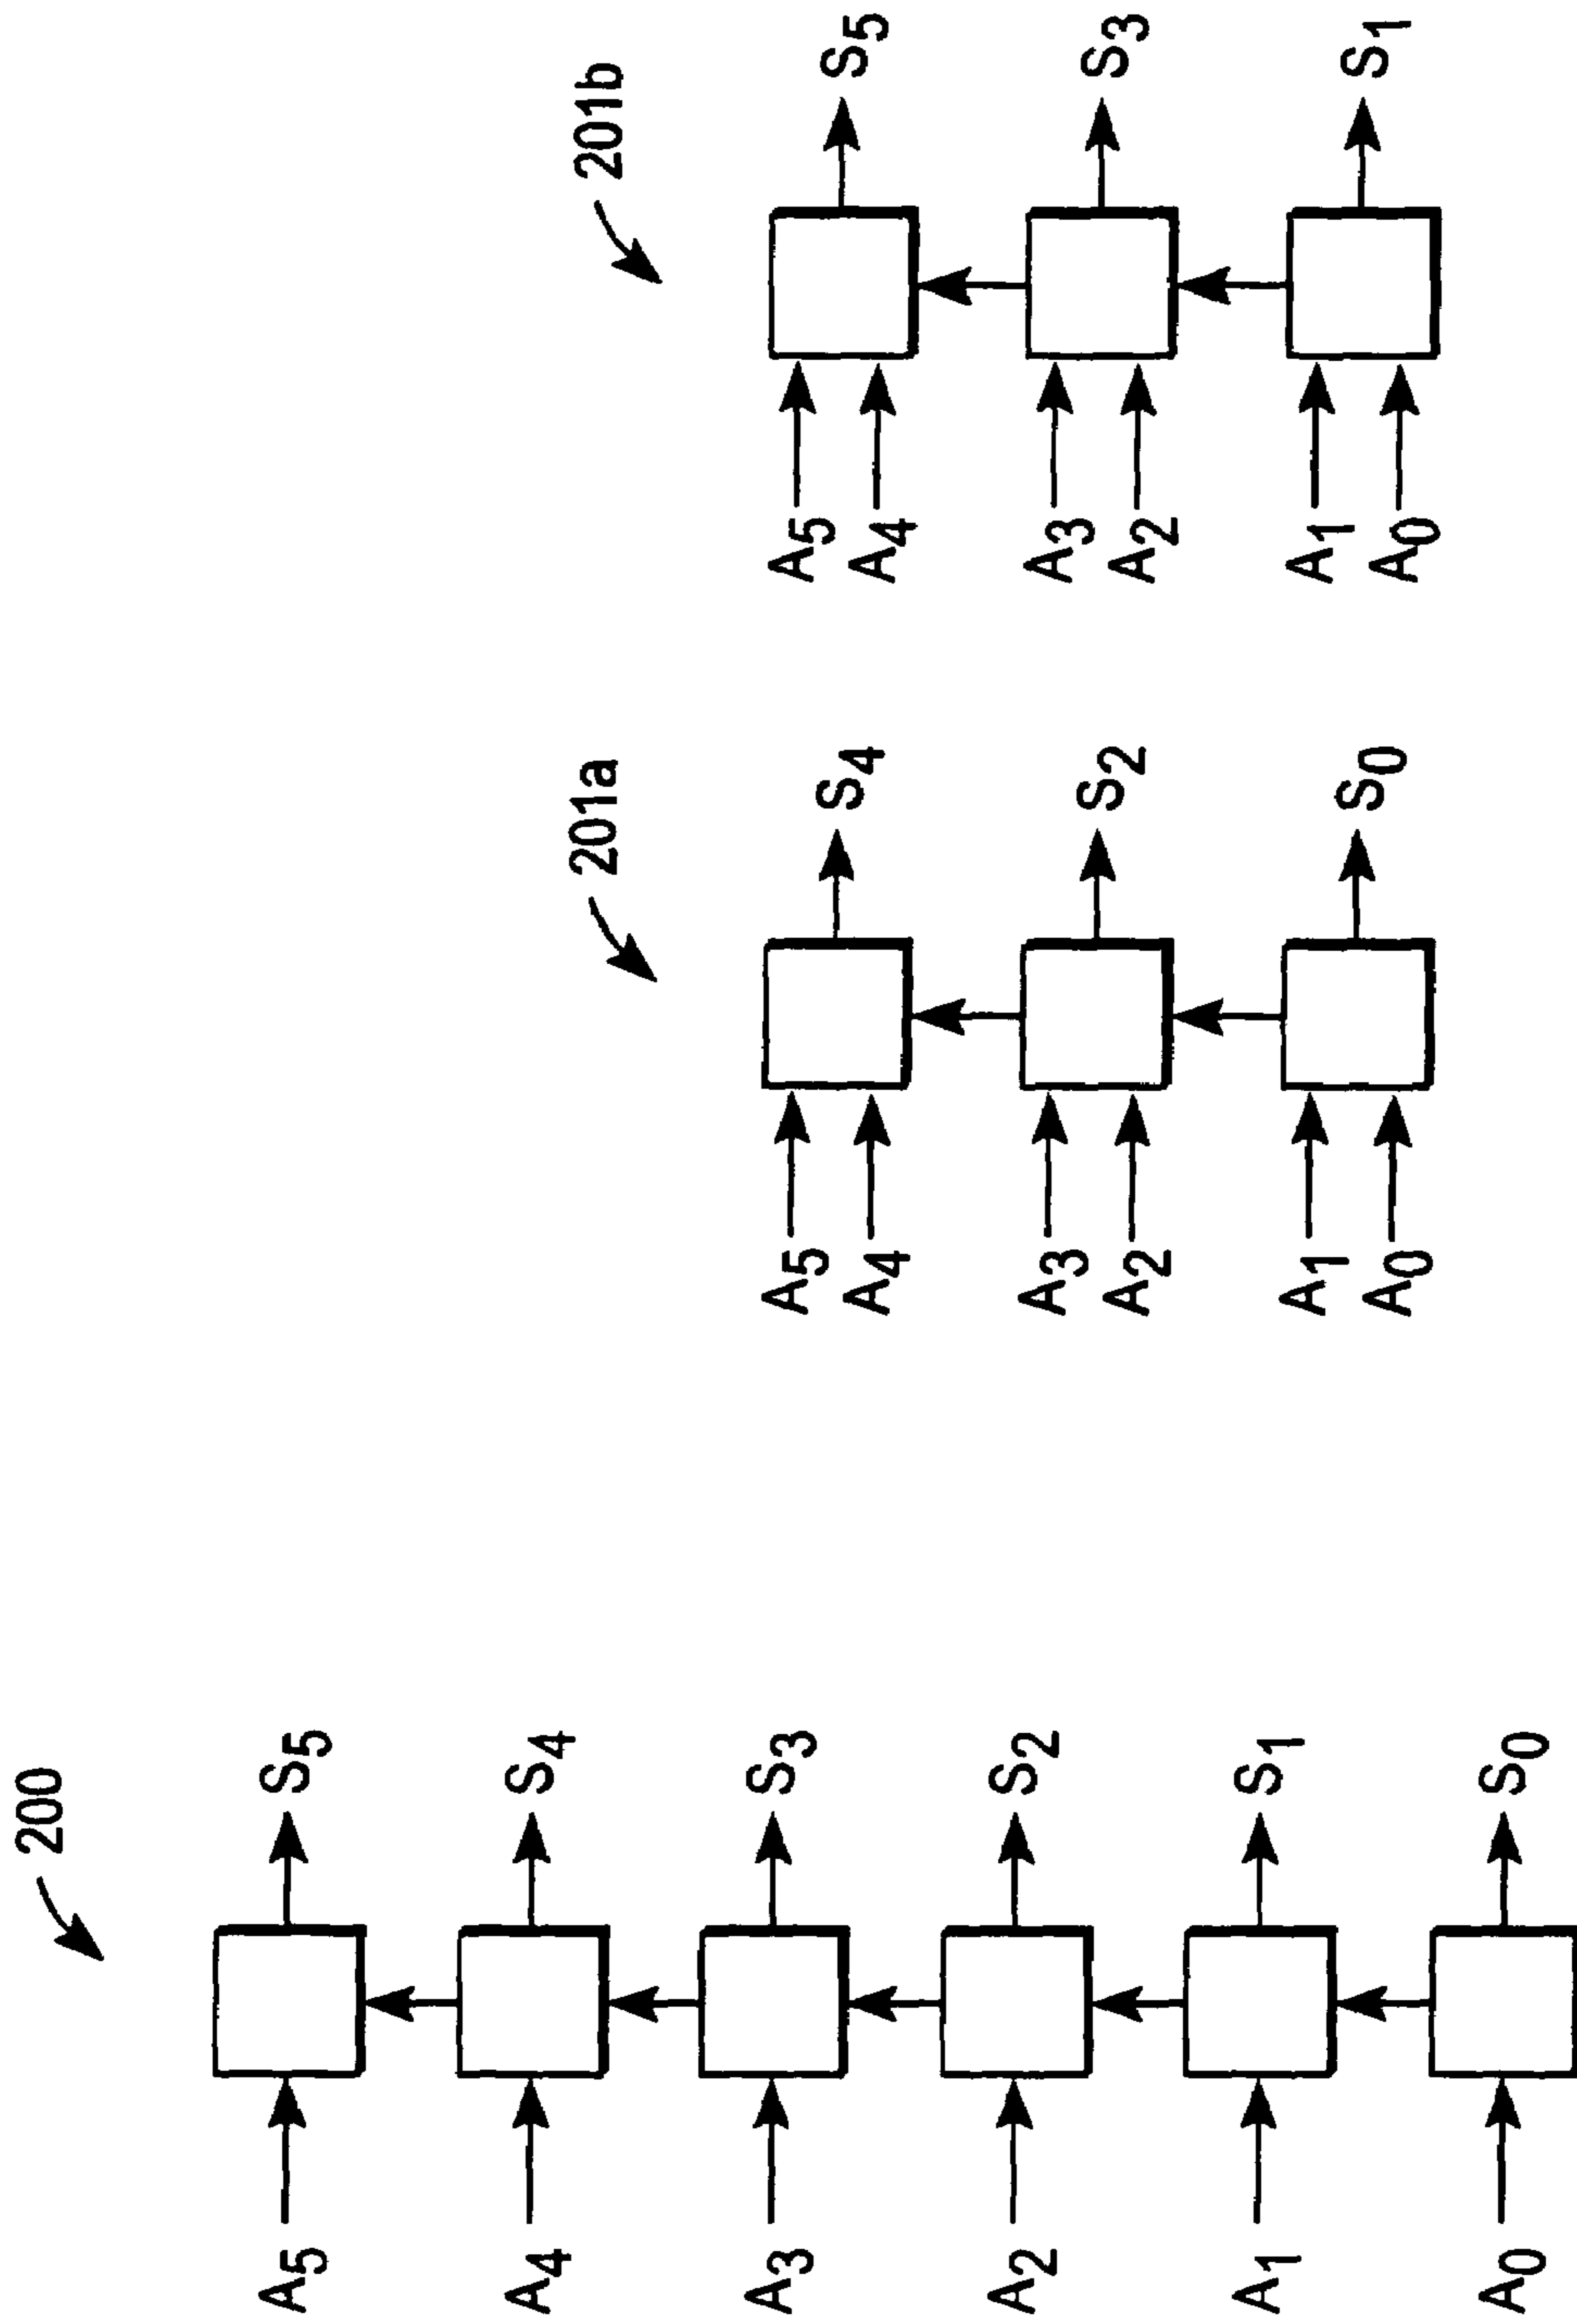 200
A5 S5
A4 S4
A3 S3
A2 S2
A1 S1
A0 S0
201a
A5 S4
A4
A3 S2
A2
A1 S0
A0
201b
A5 S5
A4
A3 S3
A2
A1 S1
A0